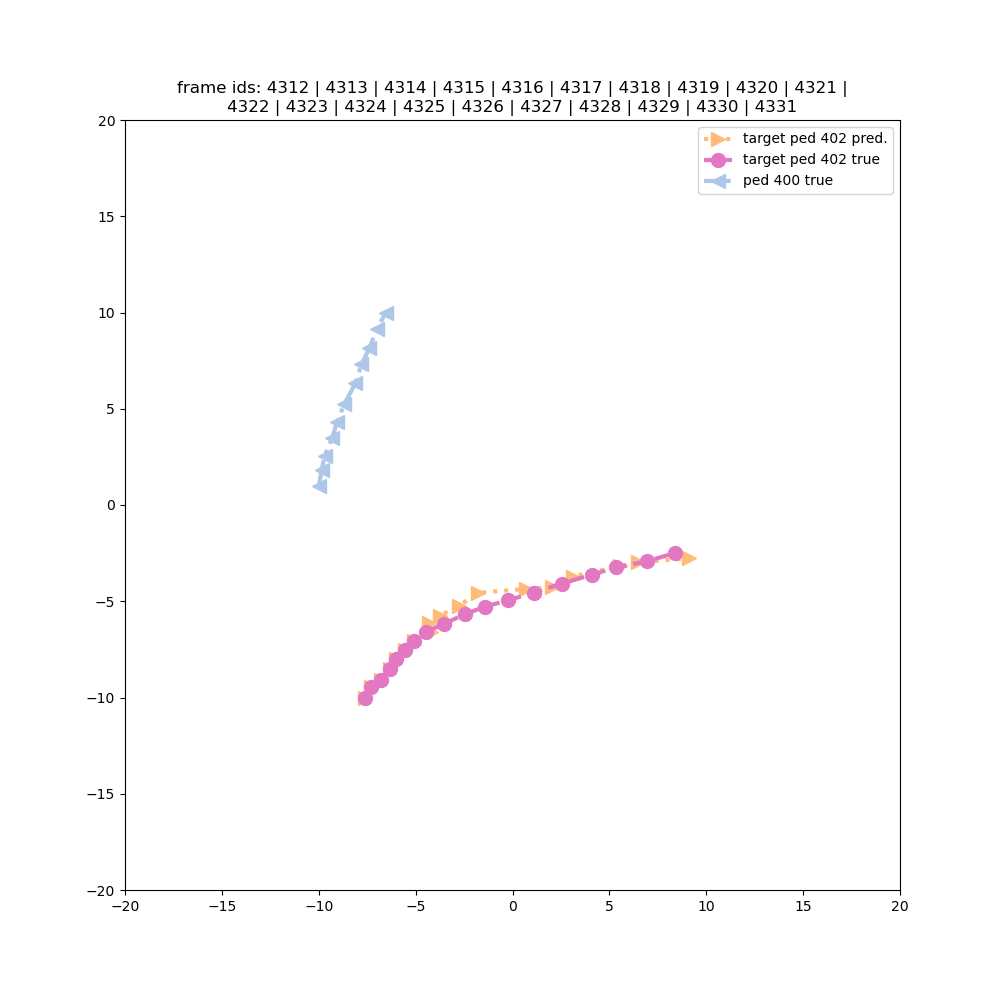 frame ids: 4312 | 4313 | 4314 | 4315 | 4316 | 4317 | 4318 | 4319 | 4320 | 4321 |
4322 | 4323 | 4324 | 4325 | 4326 | 4327 | 4328 | 4329 | 4330 | 4331
target ped 402 pred.
target ped 402 true
ped 400 true
20
15
10
5
0
−5
−10
−15
−20
−20 −15 −10 −5 0 5 10 15 20